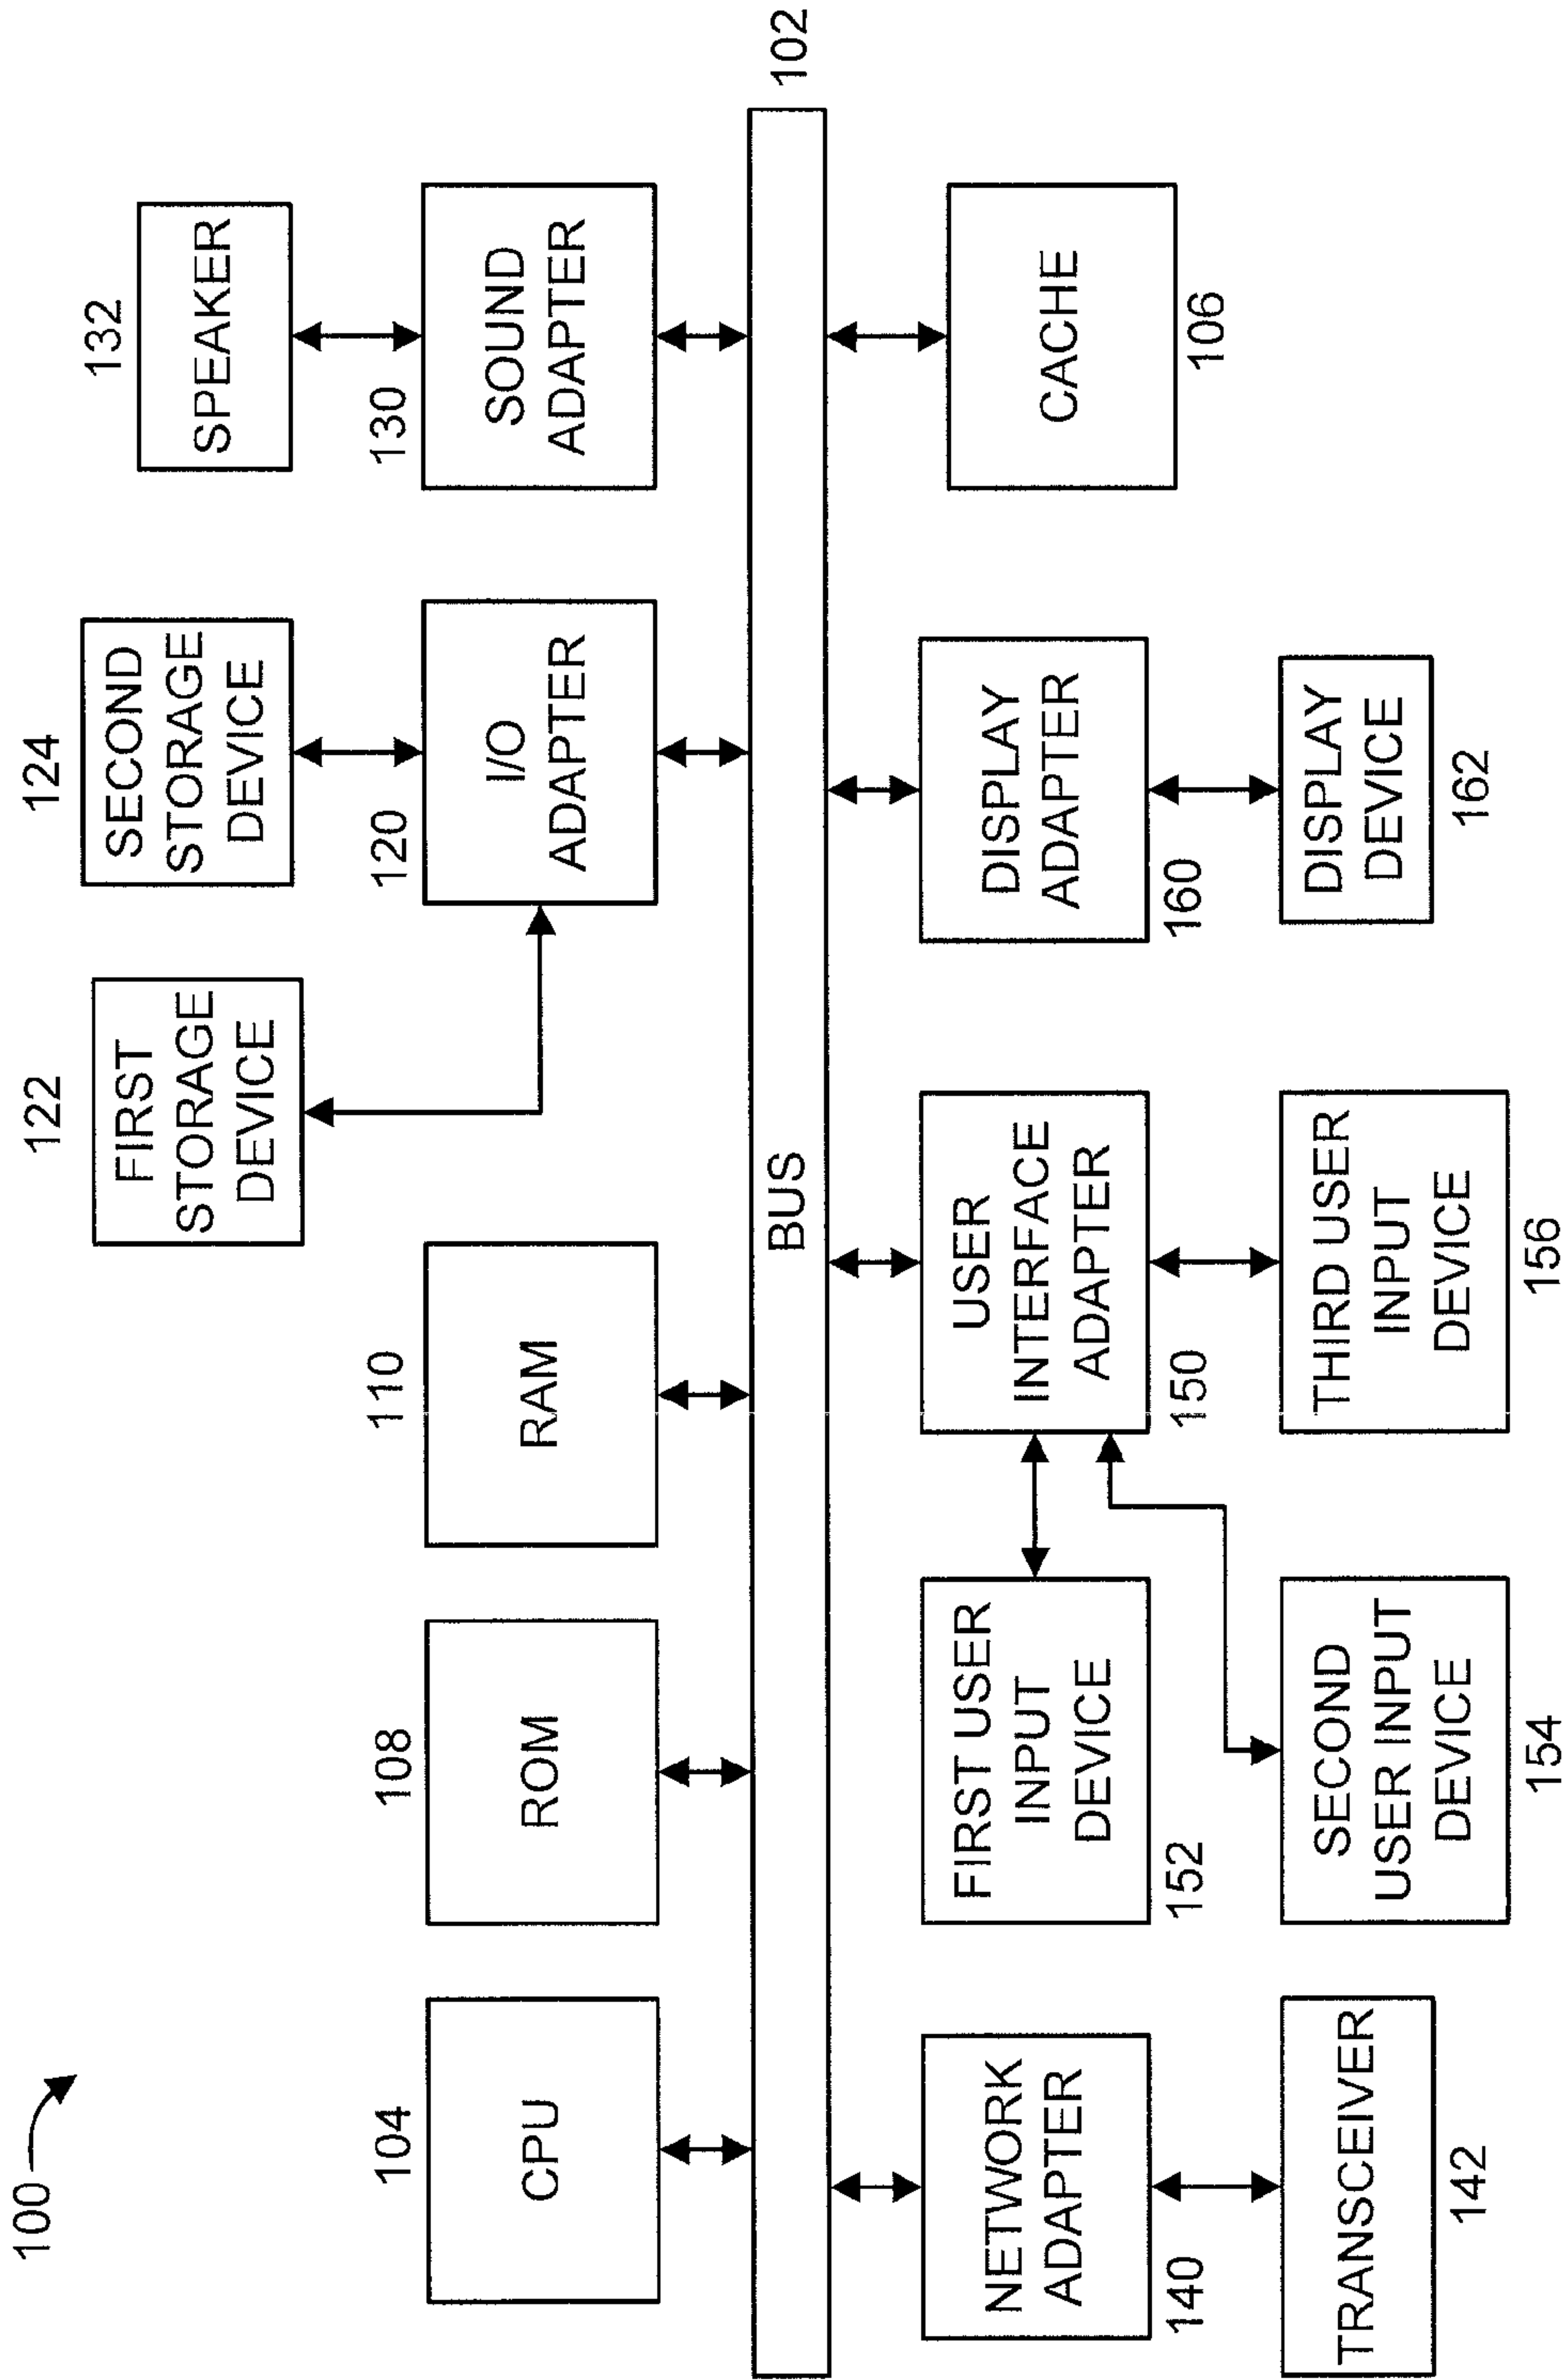 100
122
FIRST
STORAGE
DEVICE
124
SECOND
STORAGE
DEVICE
132
SPEAKER
104
CPU
108
ROM
110
RAM
120
I/O
ADAPTER
130
SOUND
ADAPTER
BUS
102
NETWORK
ADAPTER
140
FIRST USER
INPUT
DEVICE
152
USER
INTERFACE
ADAPTER
150
DISPLAY
ADAPTER
160
CACHE
106
TRANSCEIVER
142
SECOND
USER INPUT
DEVICE
154
THIRD USER
INPUT
DEVICE
156
DISPLAY
DEVICE
162